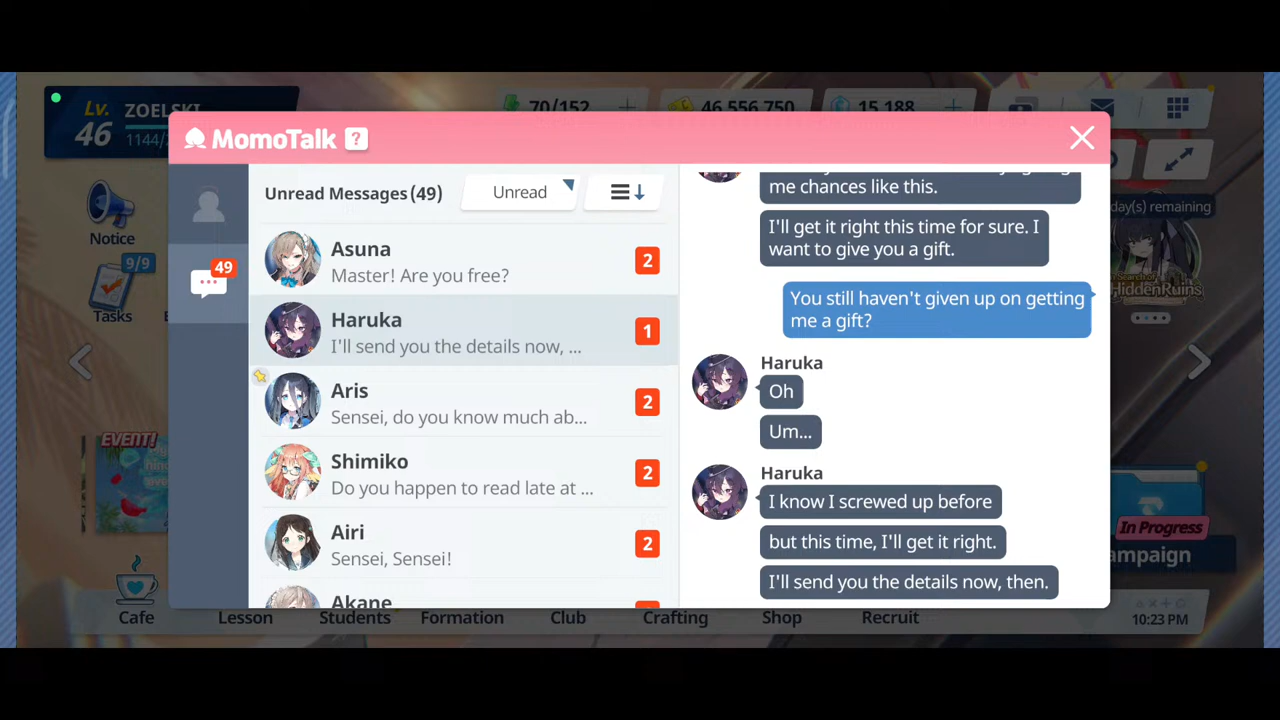 Lv.
46
ZOELSKI
1144/
70/152
46,556,750
15,188
MomoTalk ?
Unread Messages (49)
Unread
49
Asuna
Master! Are you free?
2
Haruka
I'll send you the details now, ...
1
Aris
Sensei, do you know much ab...
2
Shimiko
Do you happen to read late at ...
2
Airi
Sensei, Sensei!
2
Akane
me chances like this.
I'll get it right this time for sure. I
want to give you a gift.
You still haven't given up on getting
me a gift?
Haruka
Oh
Um...
Haruka
I know I screwed up before
but this time, I'll get it right.
I'll send you the details now, then.
Notice
9/9
Tasks
EVENT!
day(s) remaining
HiddenRuins
In Progress
ampaign
Cafe
Lesson
Students
Formation
Club
Crafting
Shop
Recruit
10:23 PM